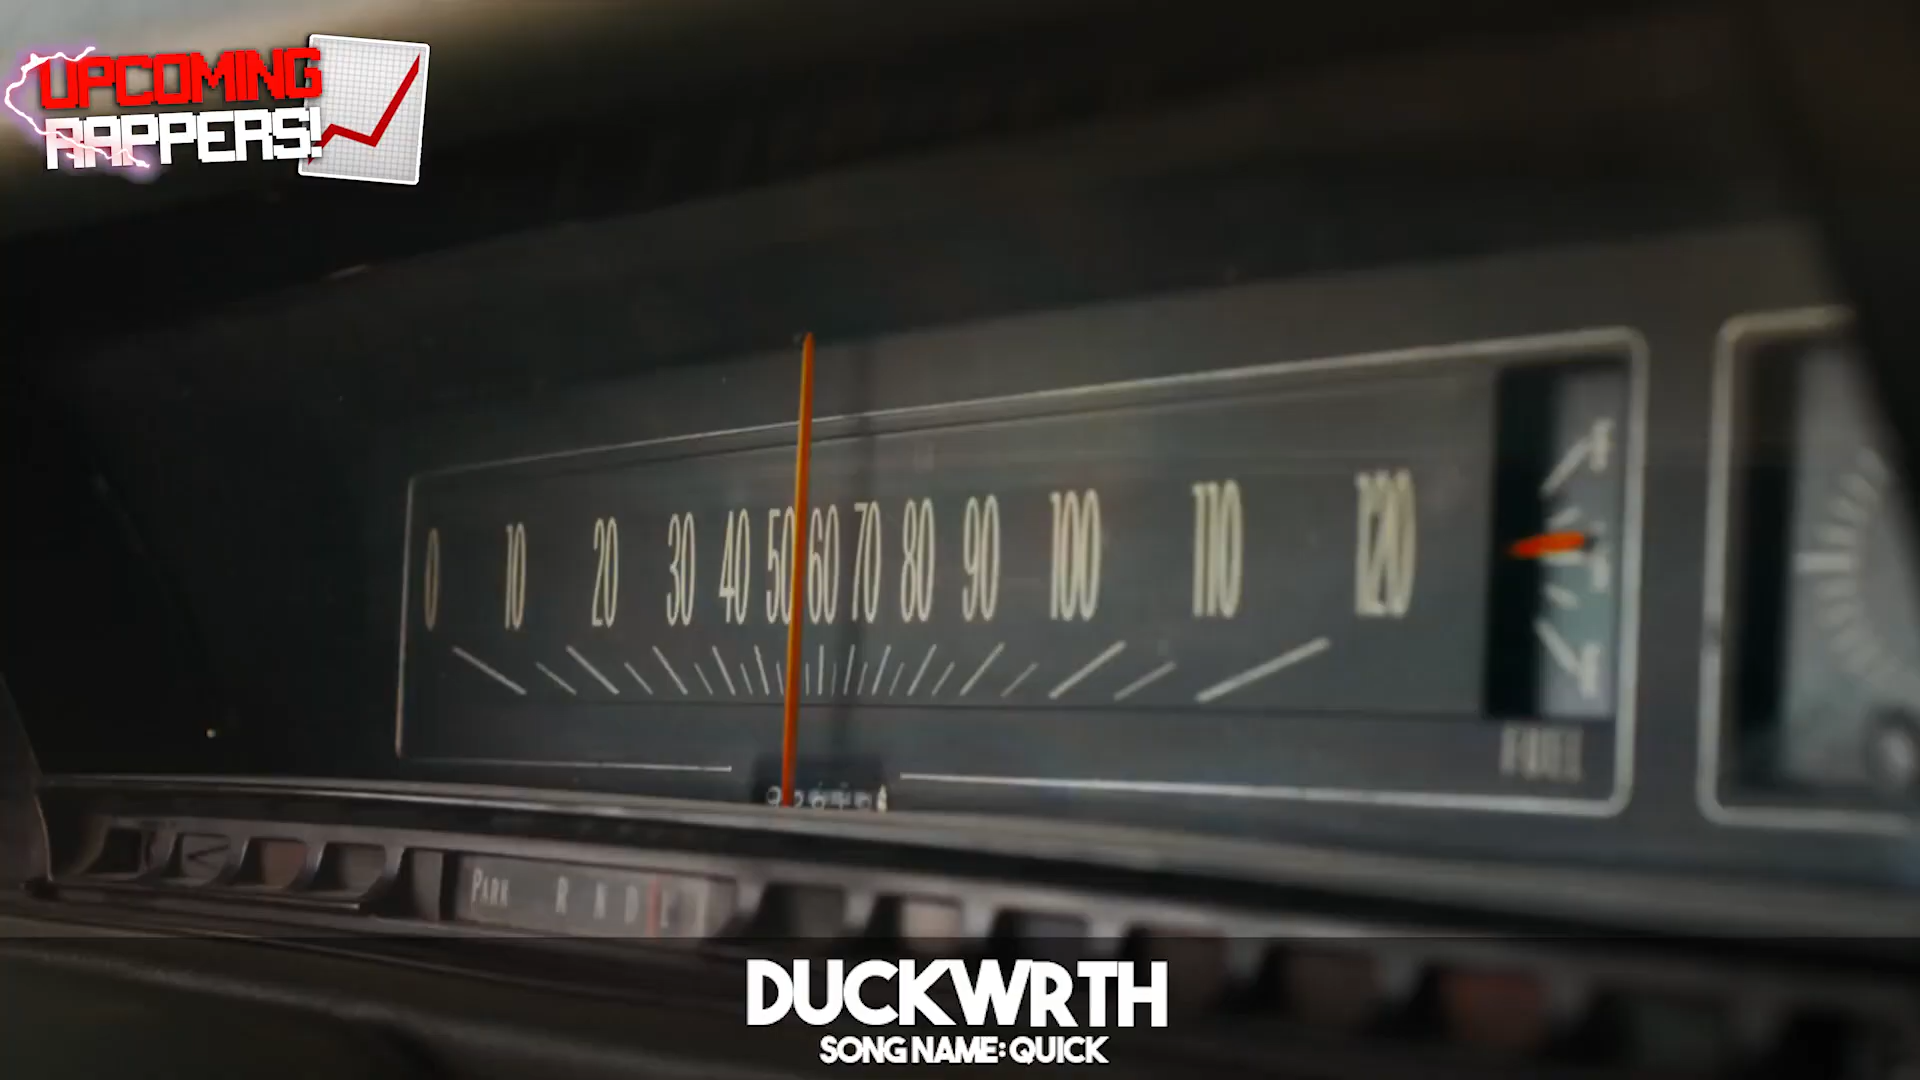 UPCOMING
RAPPERS!
0 10 20 30 40 50 60 70 80 90 100 110 120
FUEL
PARK R N D L
DUCKWRTH
SONG NAME: QUICK